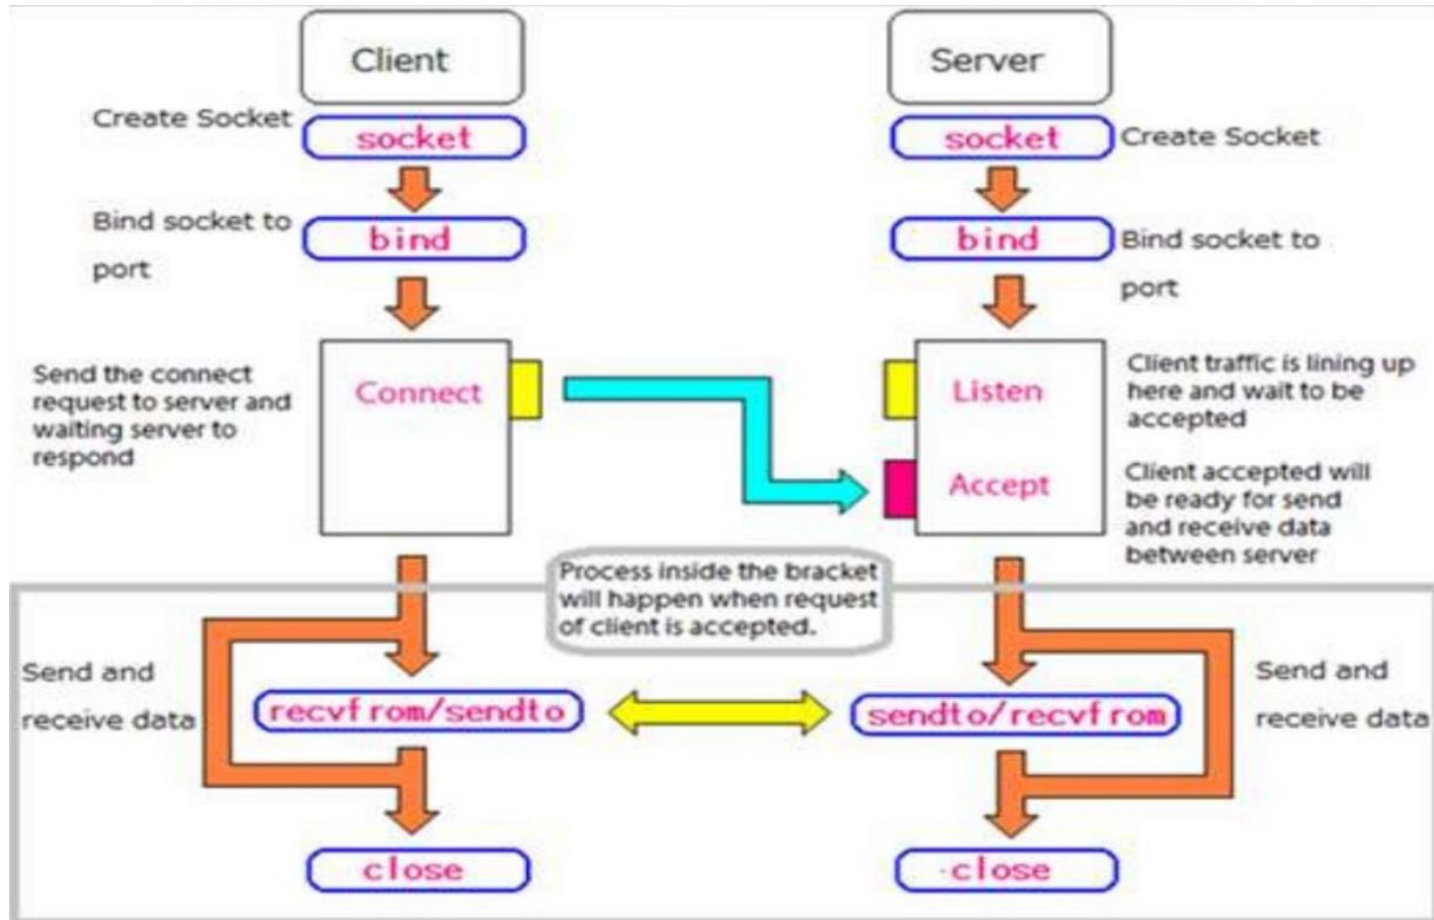 Client
Server
Create Socket
socket
socket
Create Socket
Bind socket to
port
bind
bind
Bind socket to
port
Send the connect
request to server and
waiting server to
respond
Connect
Listen
Client traffic is lining up
here and wait to be
accepted
Accept
Client accepted will
be ready for send
and receive data
between server
Process inside the bracket
will happen when request
of client is accepted.
Send and
receive data
recvfrom/sendto
sendto/recvfrom
Send and
receive data
close
close